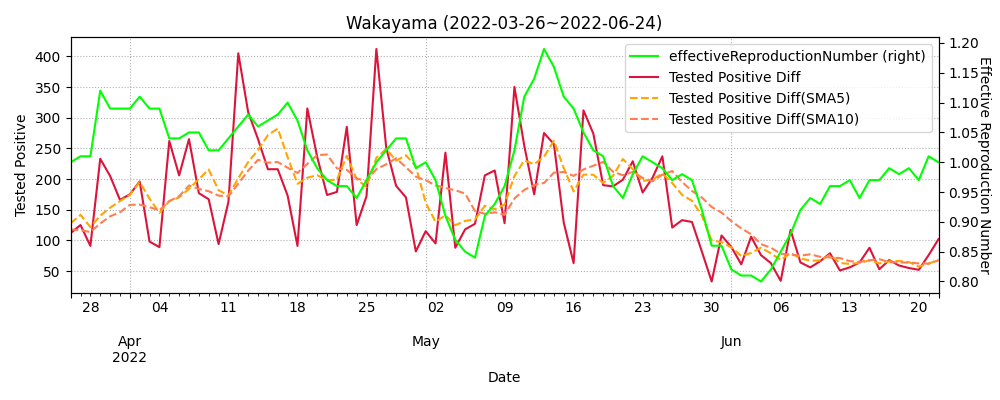 Wakayama (2022-03-26~2022-06-24)
effectiveReproductionNumber (right)
Tested Positive Diff
Tested Positive Diff(SMA5)
Tested Positive Diff(SMA10)
Tested Positive
400
350
300
250
200
150
100
50
1.20
1.15
1.10
1.05
1.00
0.95
0.90
0.85
0.80
Effective Reproduction Number
28 04 11 18 25 02 09 16 23 30 06 13 20
Apr May Jun
2022
Date